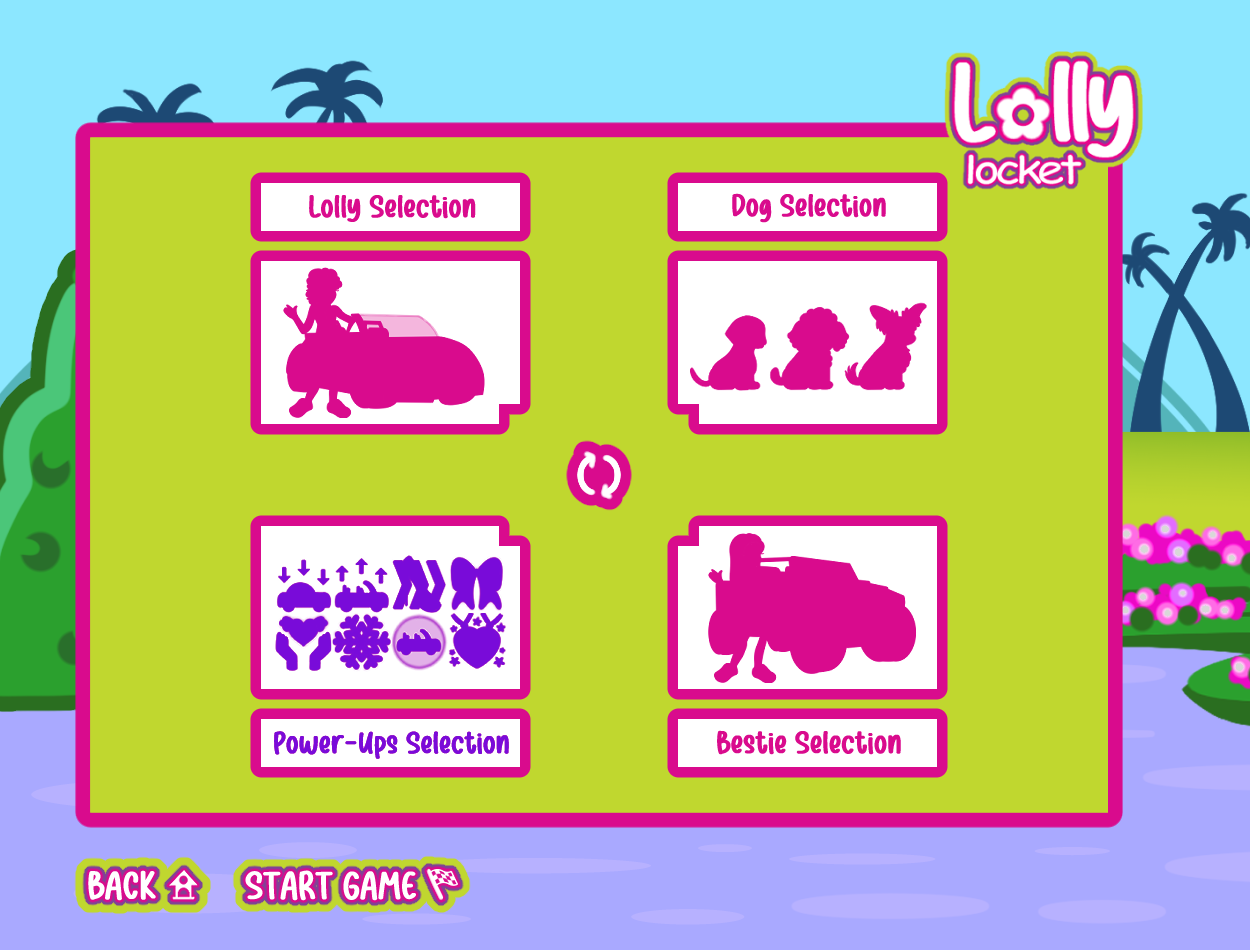 Lolly
locket
Lolly Selection
Dog Selection
Power-Ups Selection
Bestie Selection
BACK
START GAME